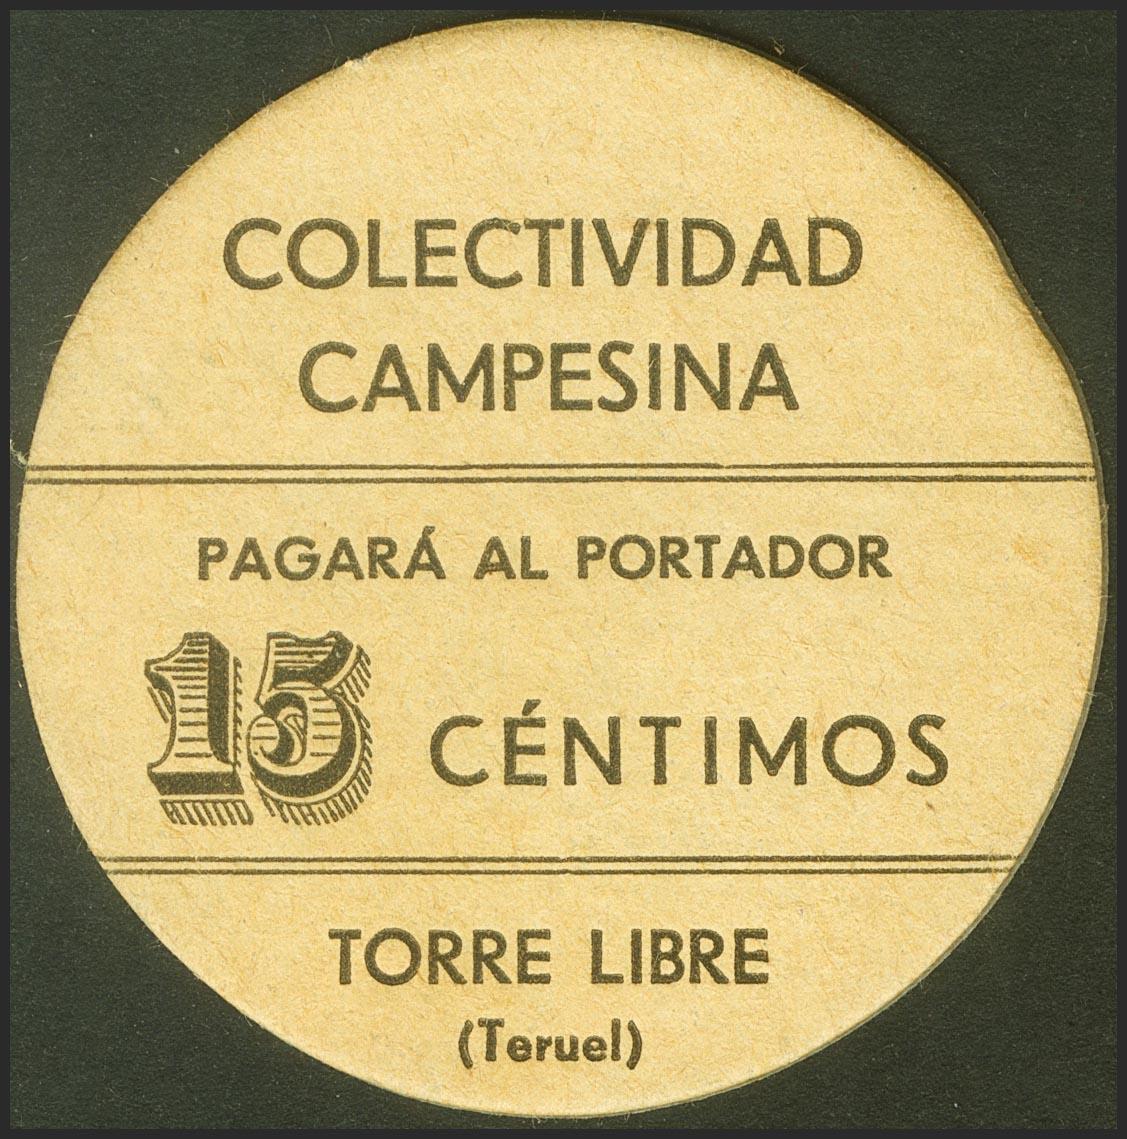 COLECTIVIDAD
CAMPESINA
PAGARÁ AL PORTADOR
15 CÉNTIMOS
TORRE LIBRE
(Teruel)